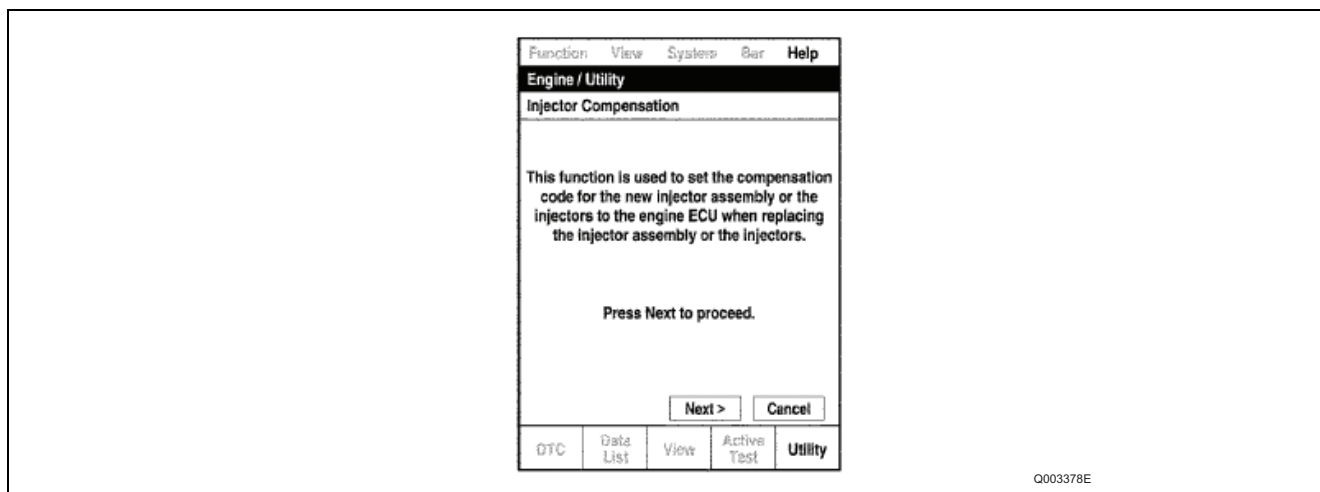 Function View System Bar Help
Engine / Utility
Injector Compensation
This function is used to set the compensation
code for the new injector assembly or the
injectors to the engine ECU when replacing
the injector assembly or the injectors.
Press Next to proceed.
Next > Cancel
DTC Data List View Active Test Utility
Q003378E